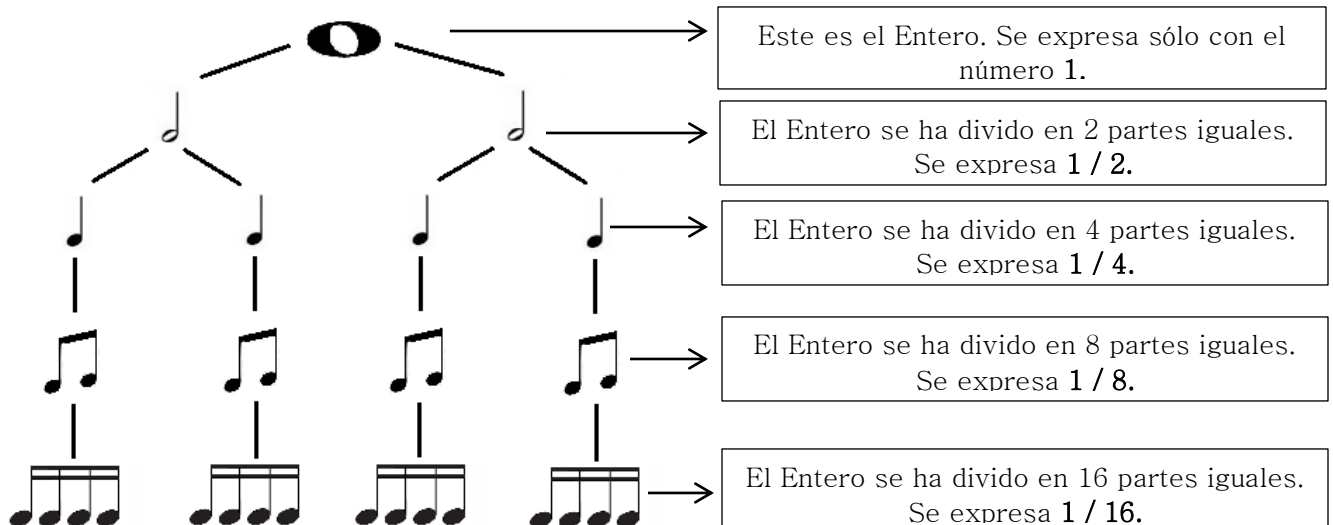 Este es el Entero. Se expresa sólo con el
número 1.
El Entero se ha divido en 2 partes iguales.
Se expresa 1 / 2.
El Entero se ha divido en 4 partes iguales.
Se expresa 1 / 4.
El Entero se ha divido en 8 partes iguales.
Se expresa 1 / 8.
El Entero se ha divido en 16 partes iguales.
Se expresa 1 / 16.